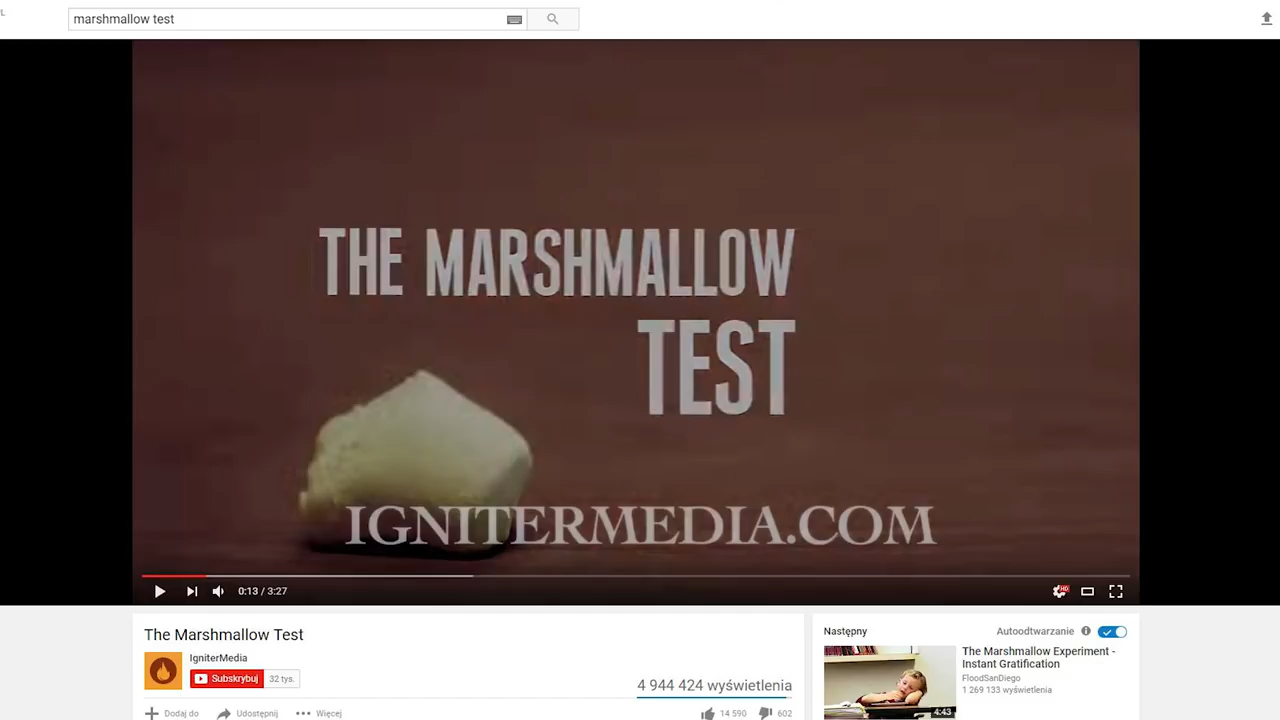 marshmallow test
THE MARSHMALLOW
TEST
IGNITERMEDIA.COM
0:13 / 3:27
HD
The Marshmallow Test
IgniterMedia
Subskrybuj 32 tys.
4 944 424 wyświetlenia
Dodaj do Udostępnij Więcej
14 590 602
Następny
Autoodtwarzanie
The Marshmallow Experiment -
Instant Gratification
FloodSanDiego
1 269 133 wyświetlenia
4:43